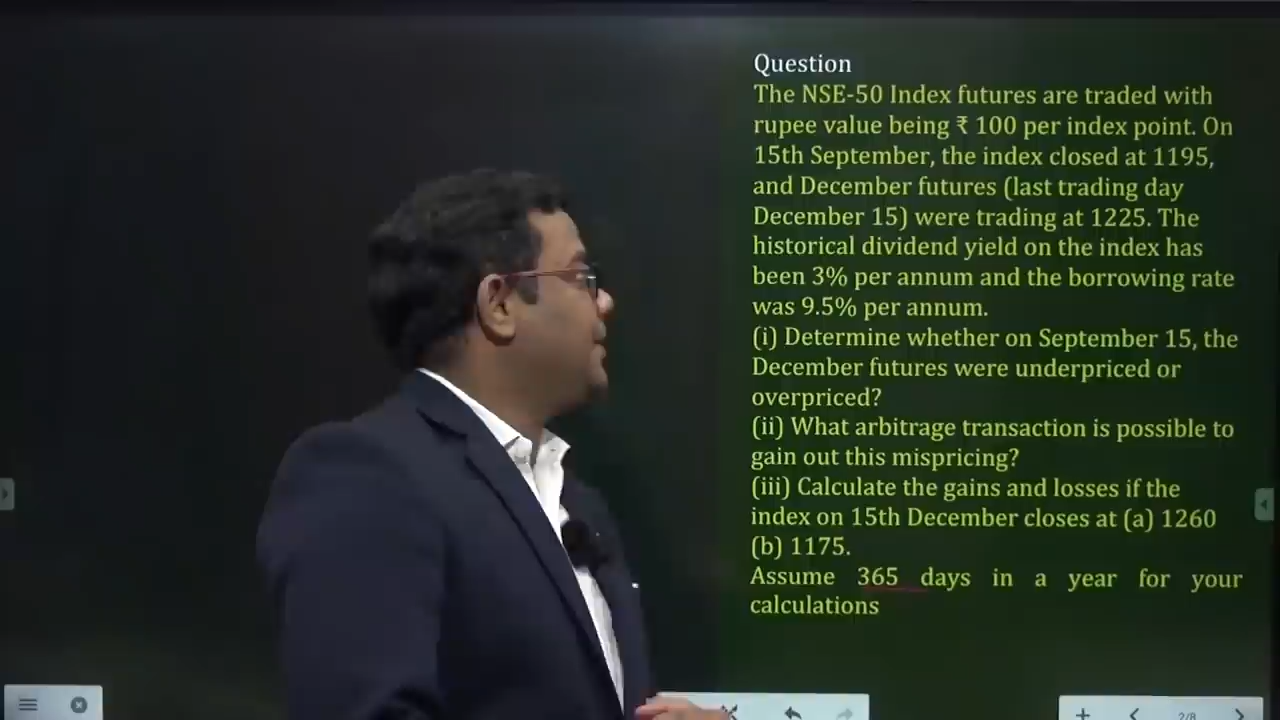 Question
The NSE-50 Index futures are traded with
rupee value being ₹ 100 per index point. On
15th September, the index closed at 1195,
and December futures (last trading day
December 15) were trading at 1225. The
historical dividend yield on the index has
been 3% per annum and the borrowing rate
was 9.5% per annum.
(i) Determine whether on September 15, the
December futures were underpriced or
overpriced?
(ii) What arbitrage transaction is possible to
gain out this mispricing?
(iii) Calculate the gains and losses if the
index on 15th December closes at (a) 1260
(b) 1175.
Assume 365 days in a year for your
calculations
2/8